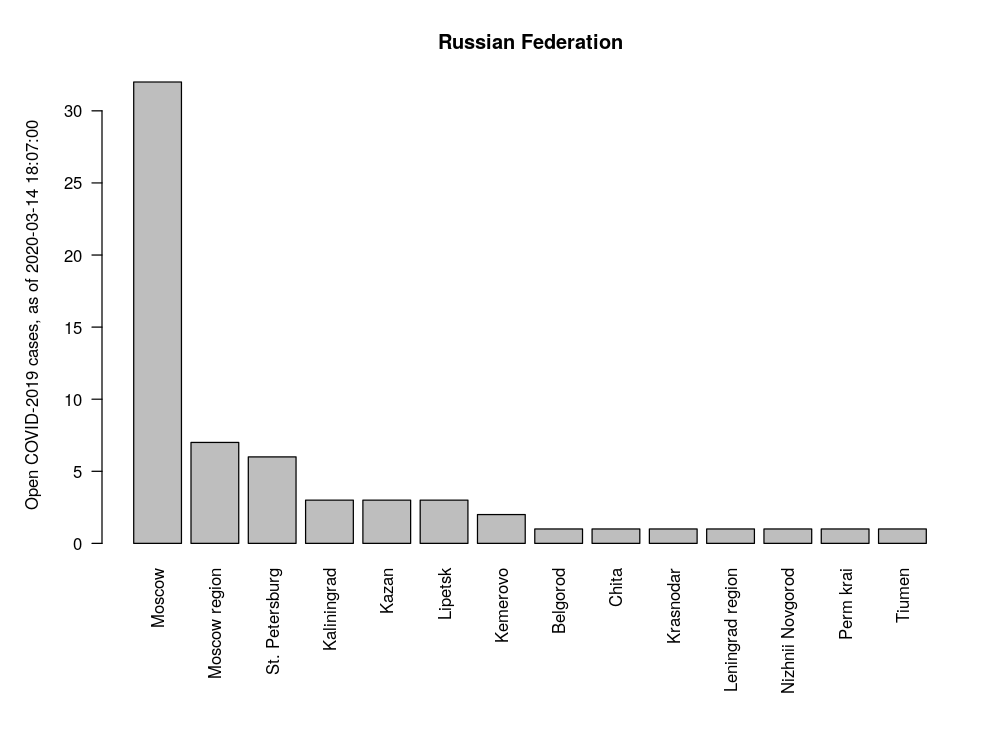 Russian Federation
Open COVID-2019 cases, as of 2020-03-14 18:07:00
30
25
20
15
10
5
0
Moscow
Moscow region
St. Petersburg
Kaliningrad
Kazan
Lipetsk
Kemerovo
Belgorod
Chita
Krasnodar
Leningrad region
Nizhnii Novgorod
Perm krai
Tiumen